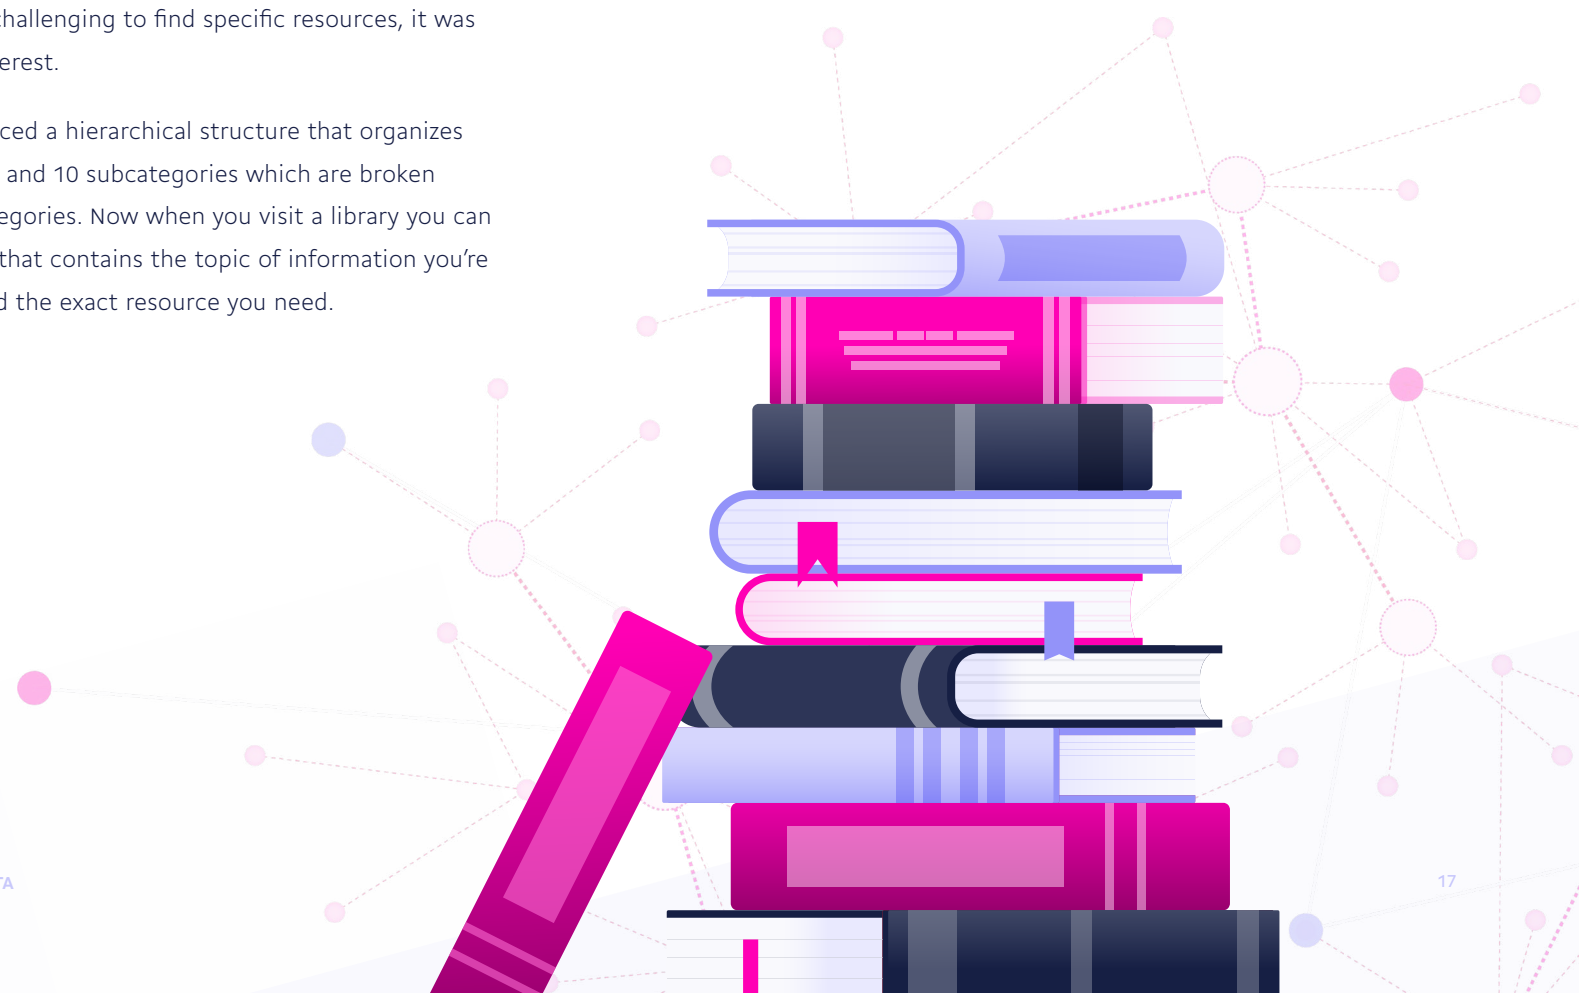 challenging to find specific resources, it was
erest.
ced a hierarchical structure that organizes
and 10 subcategories which are broken
egories. Now when you visit a library you can
that contains the topic of information you’re
d the exact resource you need.
TA
17